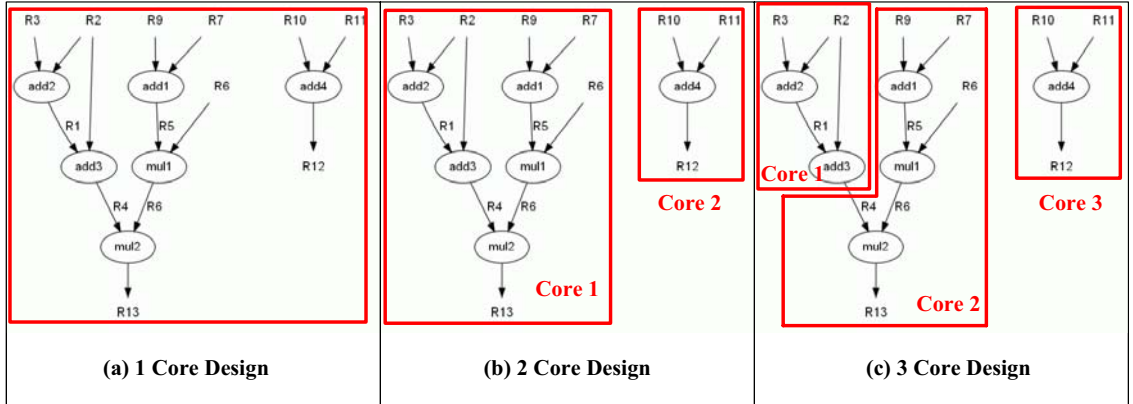 R3 R2 R9 R7 R10 R11
add2 add1 R6 add4
R1 R5
add3 mul1 R12
R4 R6
mul2
R13
(a) 1 Core Design
R3 R2 R9 R7 R10 R11
add2 add1 R6 add4
R1 R5
add3 mul1 R12
Core 2
R4 R6
mul2
Core 1
R13
(b) 2 Core Design
R3 R2 R9 R7 R10 R11
add2 add1 R6 add4
R1 R5
Core 1 add3 mul1 R12
Core 3
R4 R6
mul2
Core 2
R13
(c) 3 Core Design